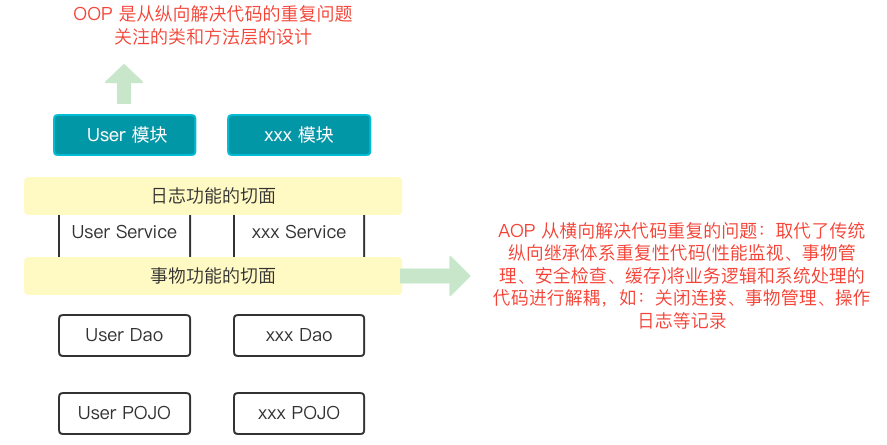 OOP 是从纵向解决代码的重复问题
关注的类和方法层的设计
User 模块
xxx 模块
日志功能的切面
User Service
xxx Service
事物功能的切面
AOP 从横向解决代码重复的问题：取代了传统
纵向继承体系重复性代码(性能监视、事物管
理、安全检查、缓存)将业务逻辑和系统处理的
代码进行解耦，如：关闭连接、事物管理、操作
日志等记录
User Dao
xxx Dao
User POJO
xxx POJO